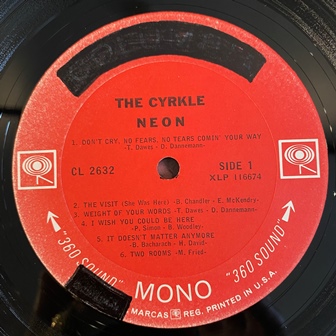 THE CYRKLE
NEON
1. DON'T CRY, NO FEARS, NO TEARS COMIN' YOUR WAY
-T. Dawes - D. Dannemann-
CL 2632
SIDE 1
XLP 116674
2. THE VISIT (She Was Here) -B. Chandler - E. McKendry-
3. WEIGHT OF YOUR WORDS -T. Dawes - D. Dannemann-
4. I WISH YOU COULD BE HERE
-P. Simon - B. Woodley-
5. IT DOESN'T MATTER ANYMORE
-B. Bacharach - H. David-
6. TWO ROOMS -M. Fried-
"360 SOUND"
MONO
"360 SOUND"
MARCAS REG. PRINTED IN U.S.A.